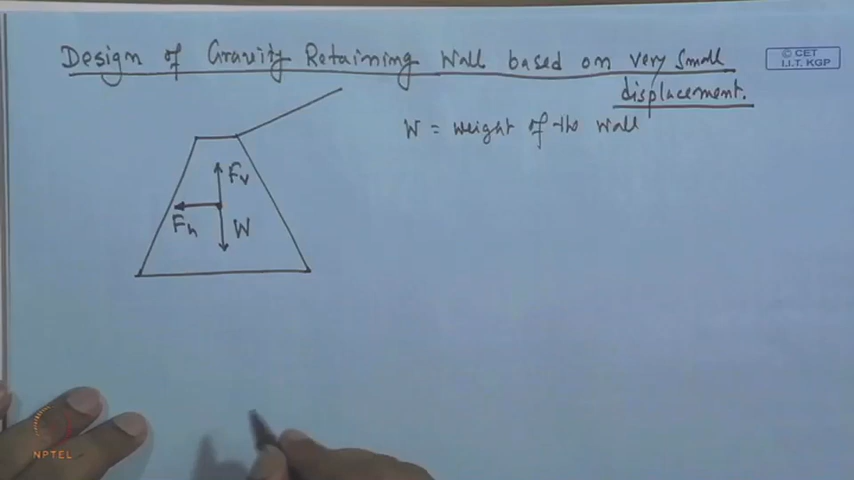 Design of Gravity Retaining Wall based on very small
displacement.
© CET
I.I.T. KGP
W = weight of the wall
Fv
Fh
W
NPTEL